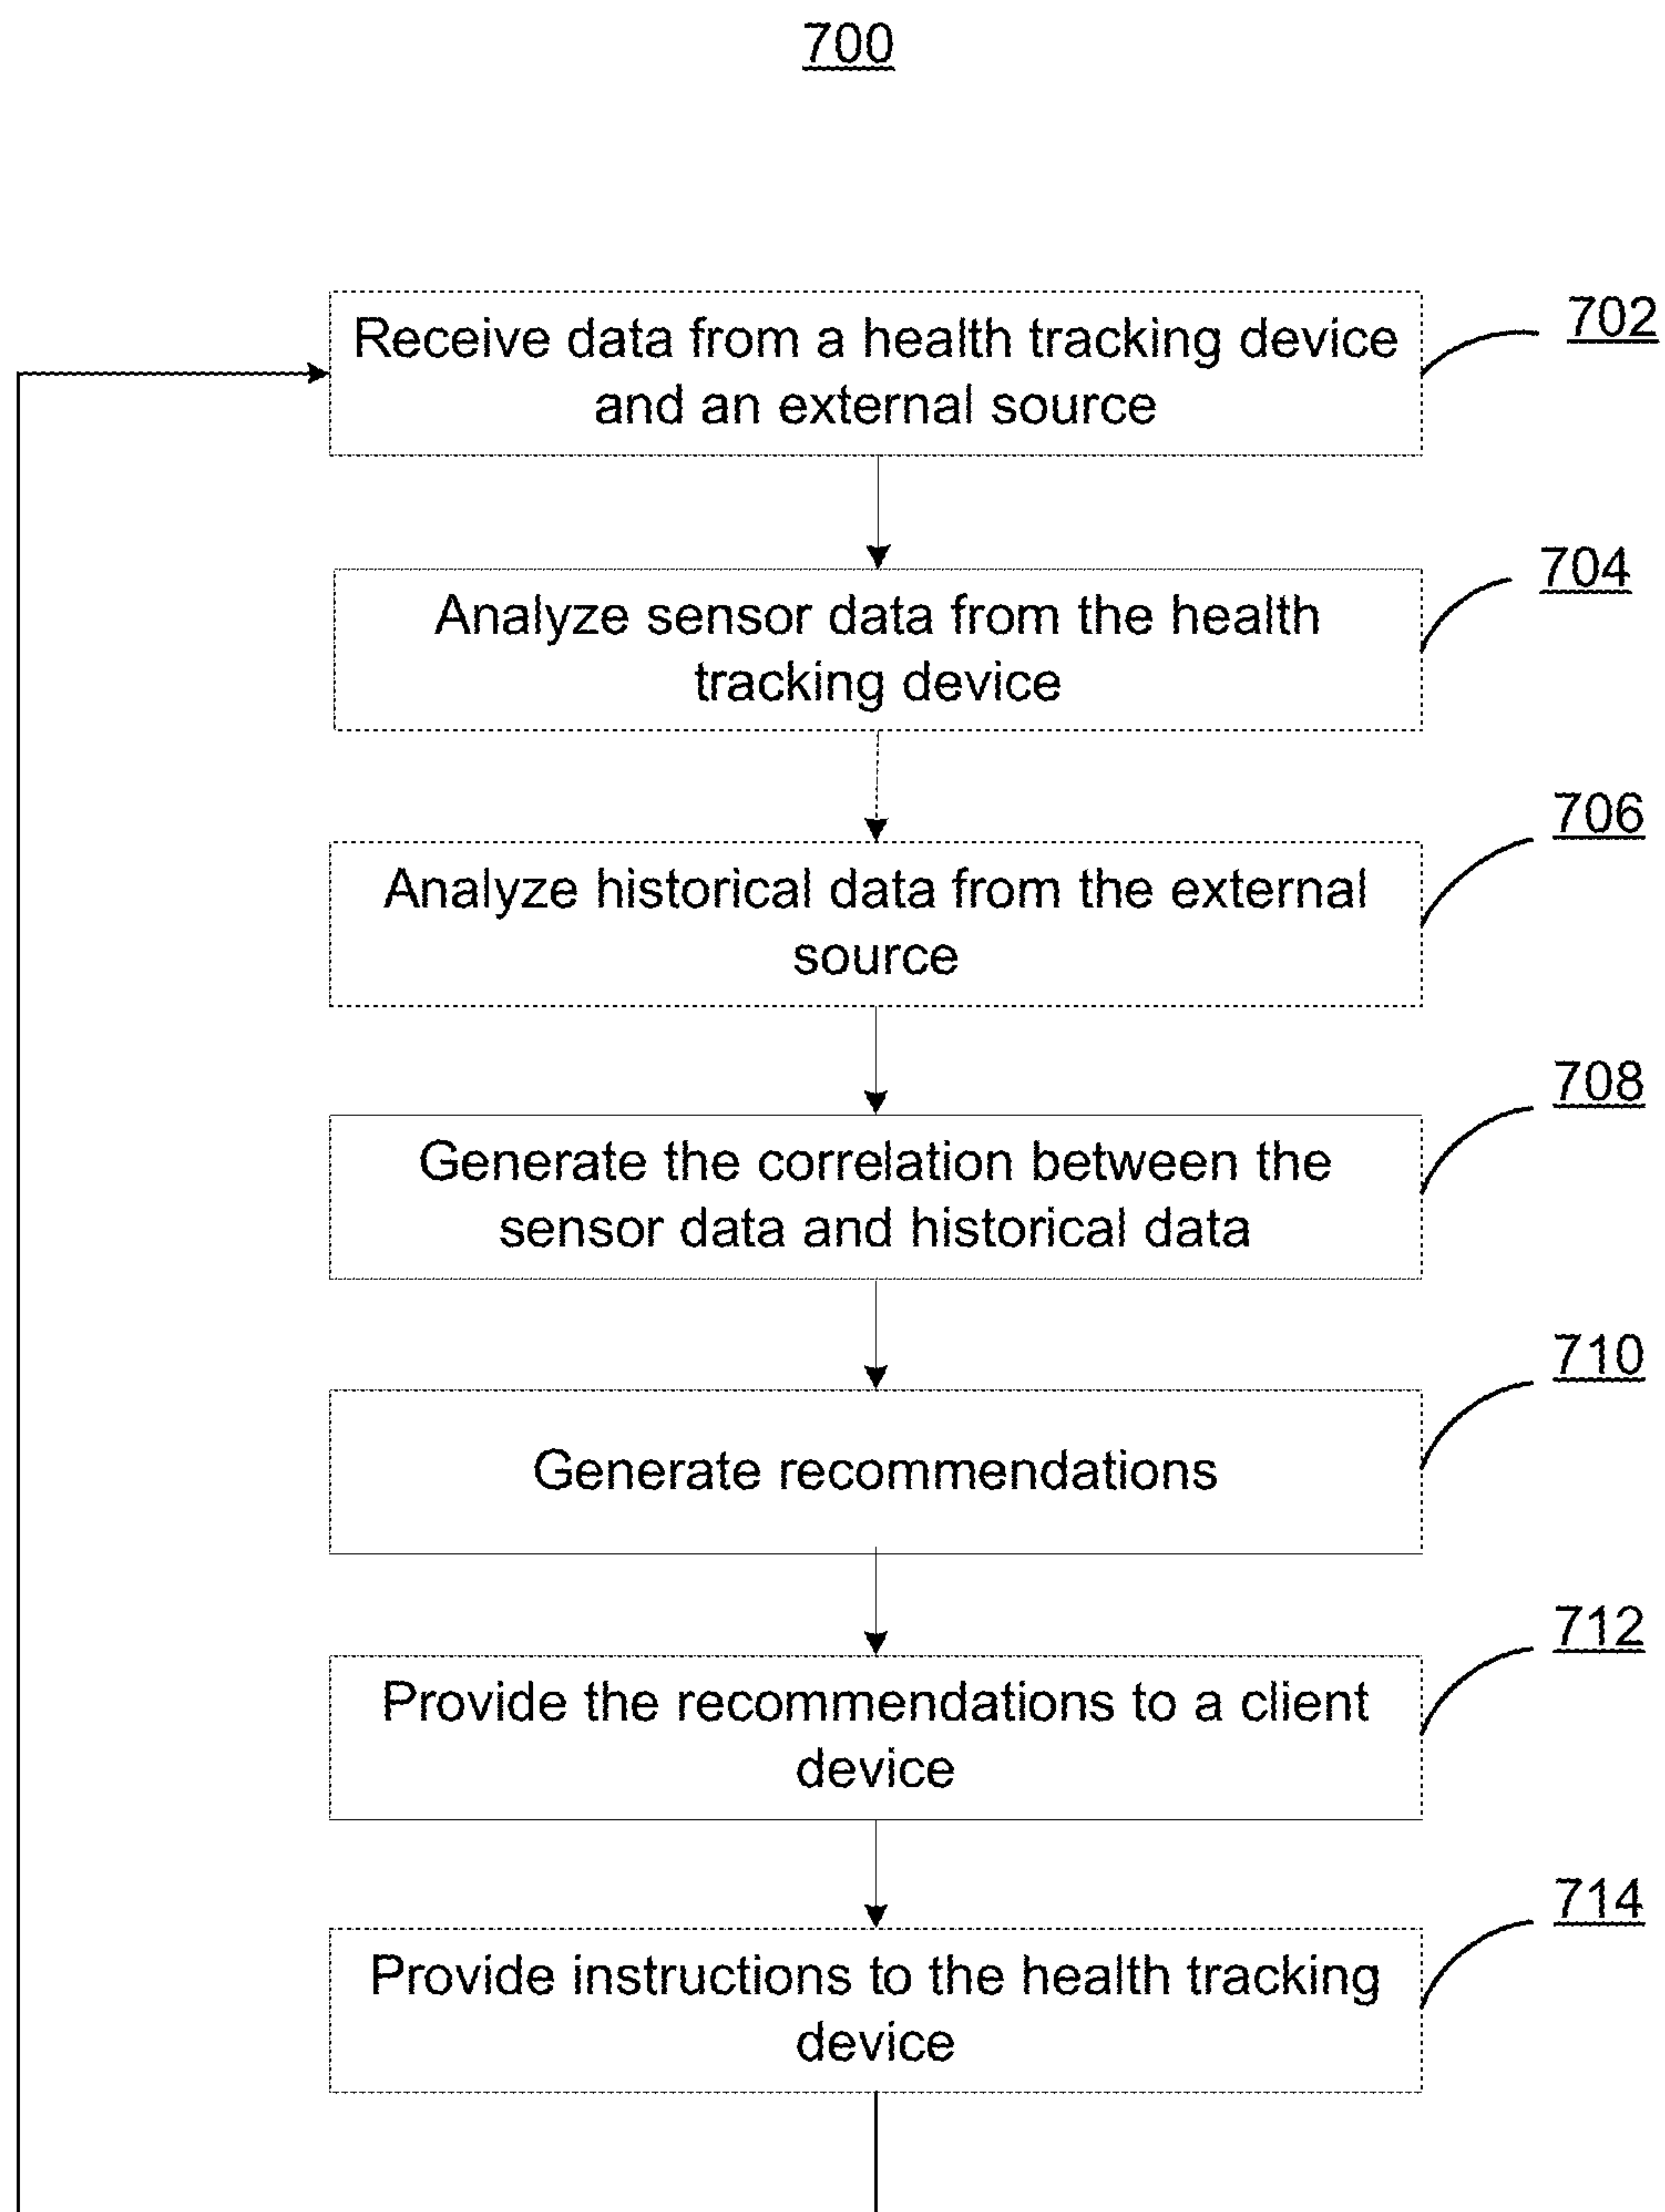 700
Receive data from a health tracking device
and an external source
702
Analyze sensor data from the health
tracking device
704
Analyze historical data from the external
source
706
Generate the correlation between the
sensor data and historical data
708
Generate recommendations
710
Provide the recommendations to a client
device
712
Provide instructions to the health tracking
device
714